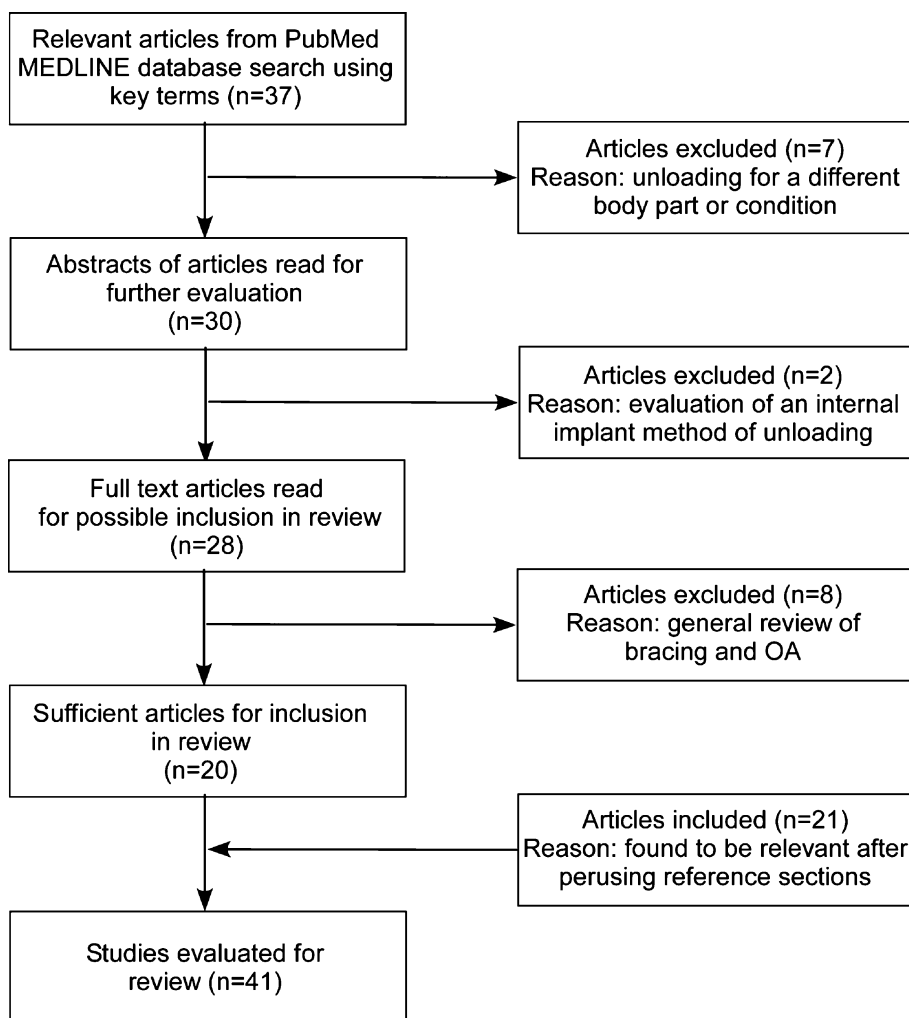 Relevant articles from PubMed
MEDLINE database search using
key terms (n=37)
Articles excluded (n=7)
Reason: unloading for a different
body part or condition
Abstracts of articles read for
further evaluation
(n=30)
Articles excluded (n=2)
Reason: evaluation of an internal
implant method of unloading
Full text articles read
for possible inclusion in review
(n=28)
Articles excluded (n=8)
Reason: general review of
bracing and OA
Sufficient articles for inclusion
in review
(n=20)
Articles included (n=21)
Reason: found to be relevant after
perusing reference sections
Studies evaluated for
review (n=41)